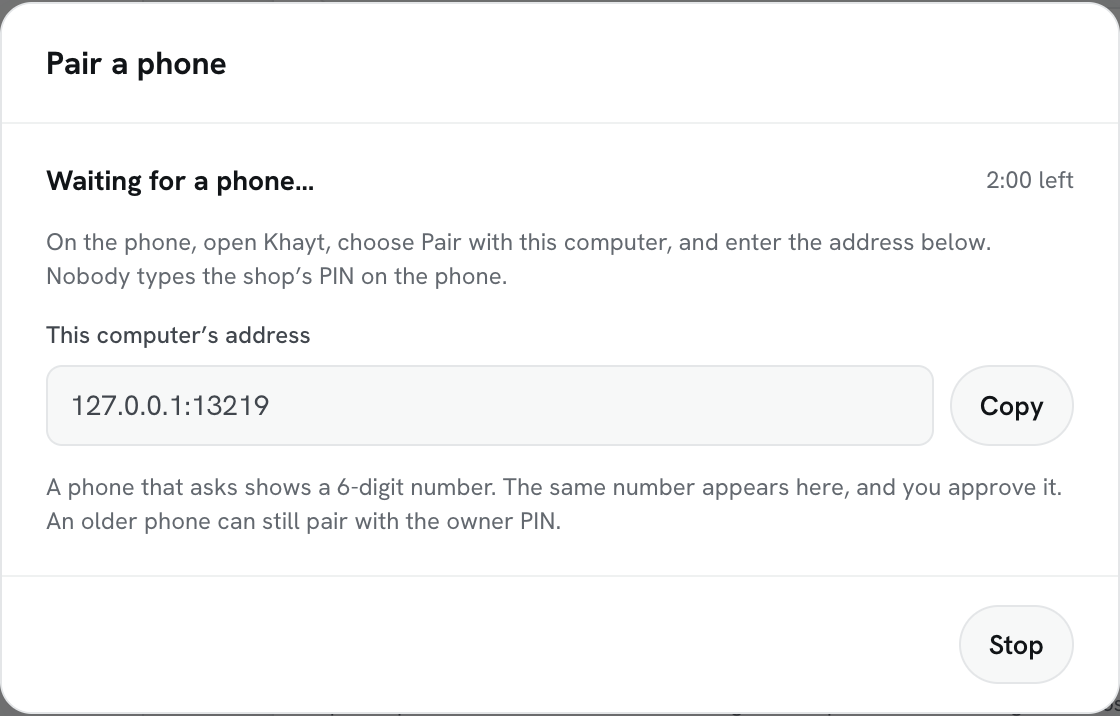 Pair a phone
Waiting for a phone...
2:00 left
On the phone, open Khayt, choose Pair with this computer, and enter the address below.
Nobody types the shop’s PIN on the phone.
This computer’s address
127.0.0.1:13219
Copy
A phone that asks shows a 6-digit number. The same number appears here, and you approve it.
An older phone can still pair with the owner PIN.
Stop